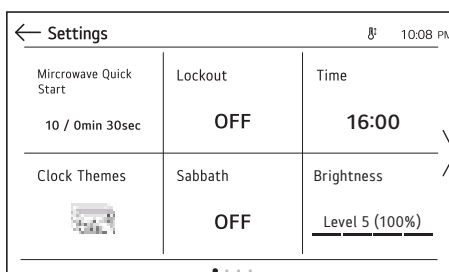 Settings
10:08 PM
Mircrowave Quick
Start
10 / 0min 30sec
Lockout
OFF
Time
16:00
Clock Themes
Sabbath
OFF
Brightness
Level 5 (100%)